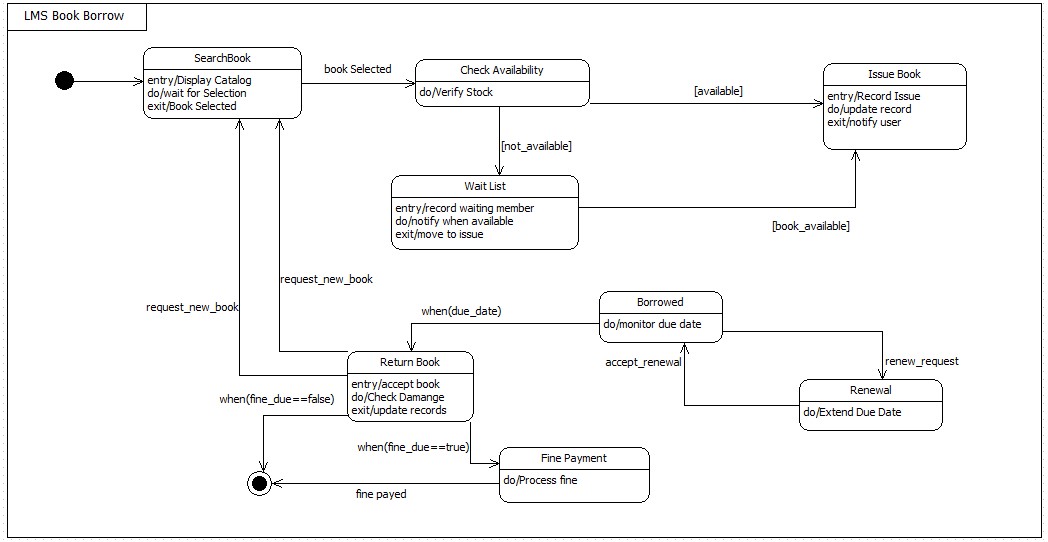 LMS Book Borrow
SearchBook
entry/Display Catalog
do/wait for Selection
exit/Book Selected
book Selected
Check Availability
do/Verify Stock
[available]
Issue Book
entry/Record Issue
do/update record
exit/notify user
[not_available]
Wait List
entry/record waiting member
do/notify when available
exit/move to issue
[book_available]
request_new_book
request_new_book
when(due_date)
Borrowed
do/monitor due date
accept_renewal
renew_request
Renewal
do/Extend Due Date
Return Book
entry/accept book
do/Check Damange
exit/update records
when(fine_due==false)
when(fine_due==true)
Fine Payment
do/Process fine
fine payed